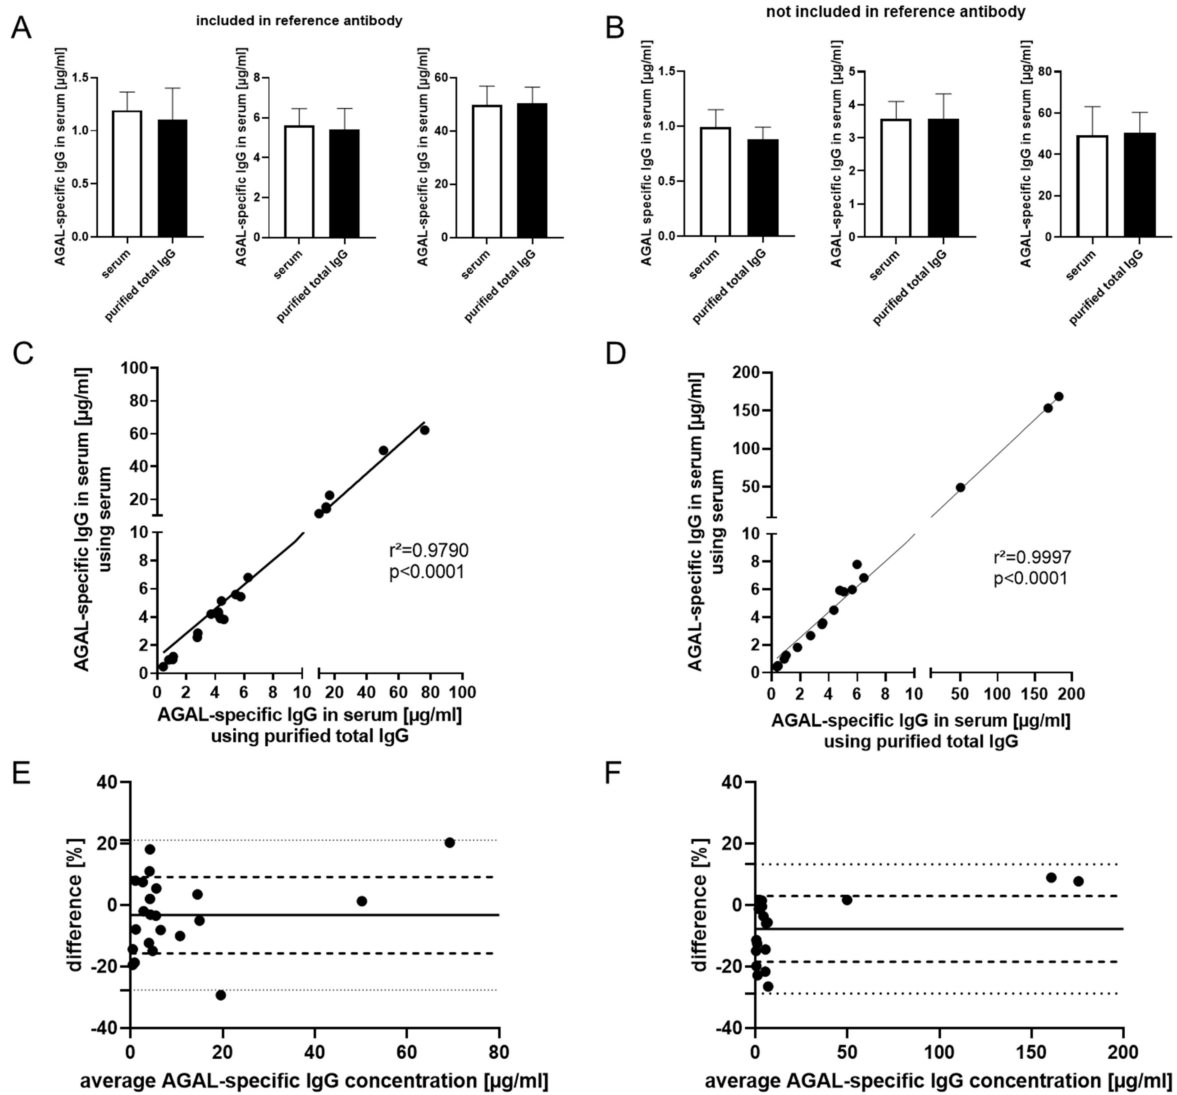 A
included in reference antibody
AGAL-specific IgG in serum [µg/ml]
1.5
1.0
0.5
0.0
serum
purified total IgG
AGAL-specific IgG in serum [µg/ml]
8
6
4
2
0
serum
purified total IgG
AGAL-specific IgG in serum [µg/ml]
60
40
20
0
serum
purified total IgG
B
not included in reference antibody
AGAL specific IgG in serum [µg/ml]
1.5
1.0
0.5
0.0
serum
purified total IgG
AGAL-specific IgG in serum [µg/ml]
5
4
3
2
1
0
serum
purified total IgG
AGAL-specific IgG in serum [µg/ml]
80
60
40
20
0
serum
purified total IgG
C
AGAL-specific IgG in serum [µg/ml]
using serum
100
80
60
40
20
10
8
6
4
2
0
r²=0.9790
p<0.0001
0 2 4 6 8 10 20 40 60 80 100
AGAL-specific IgG in serum [µg/ml]
using purified total IgG
D
AGAL-specific IgG in serum [µg/ml]
using serum
200
150
100
50
10
8
6
4
2
0
r²=0.9997
p<0.0001
0 2 4 6 8 10 50 100 150 200
AGAL-specific IgG in serum [µg/ml]
using purified total IgG
E
difference [%]
40
20
0
-20
-40
0 20 40 60 80
average AGAL-specific IgG concentration [µg/ml]
F
difference [%]
40
20
0
-20
-40
0 50 100 150 200
average AGAL-specific IgG concentration [µg/ml]